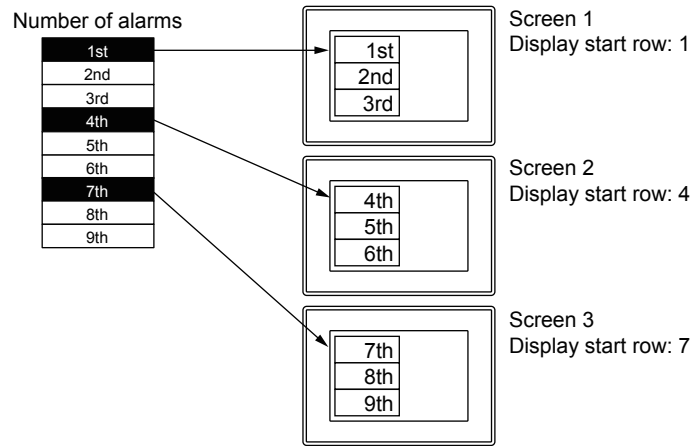 Number of alarms
1st
2nd
3rd
4th
5th
6th
7th
8th
9th
1st
2nd
3rd
Screen 1
Display start row: 1
4th
5th
6th
Screen 2
Display start row: 4
7th
8th
9th
Screen 3
Display start row: 7